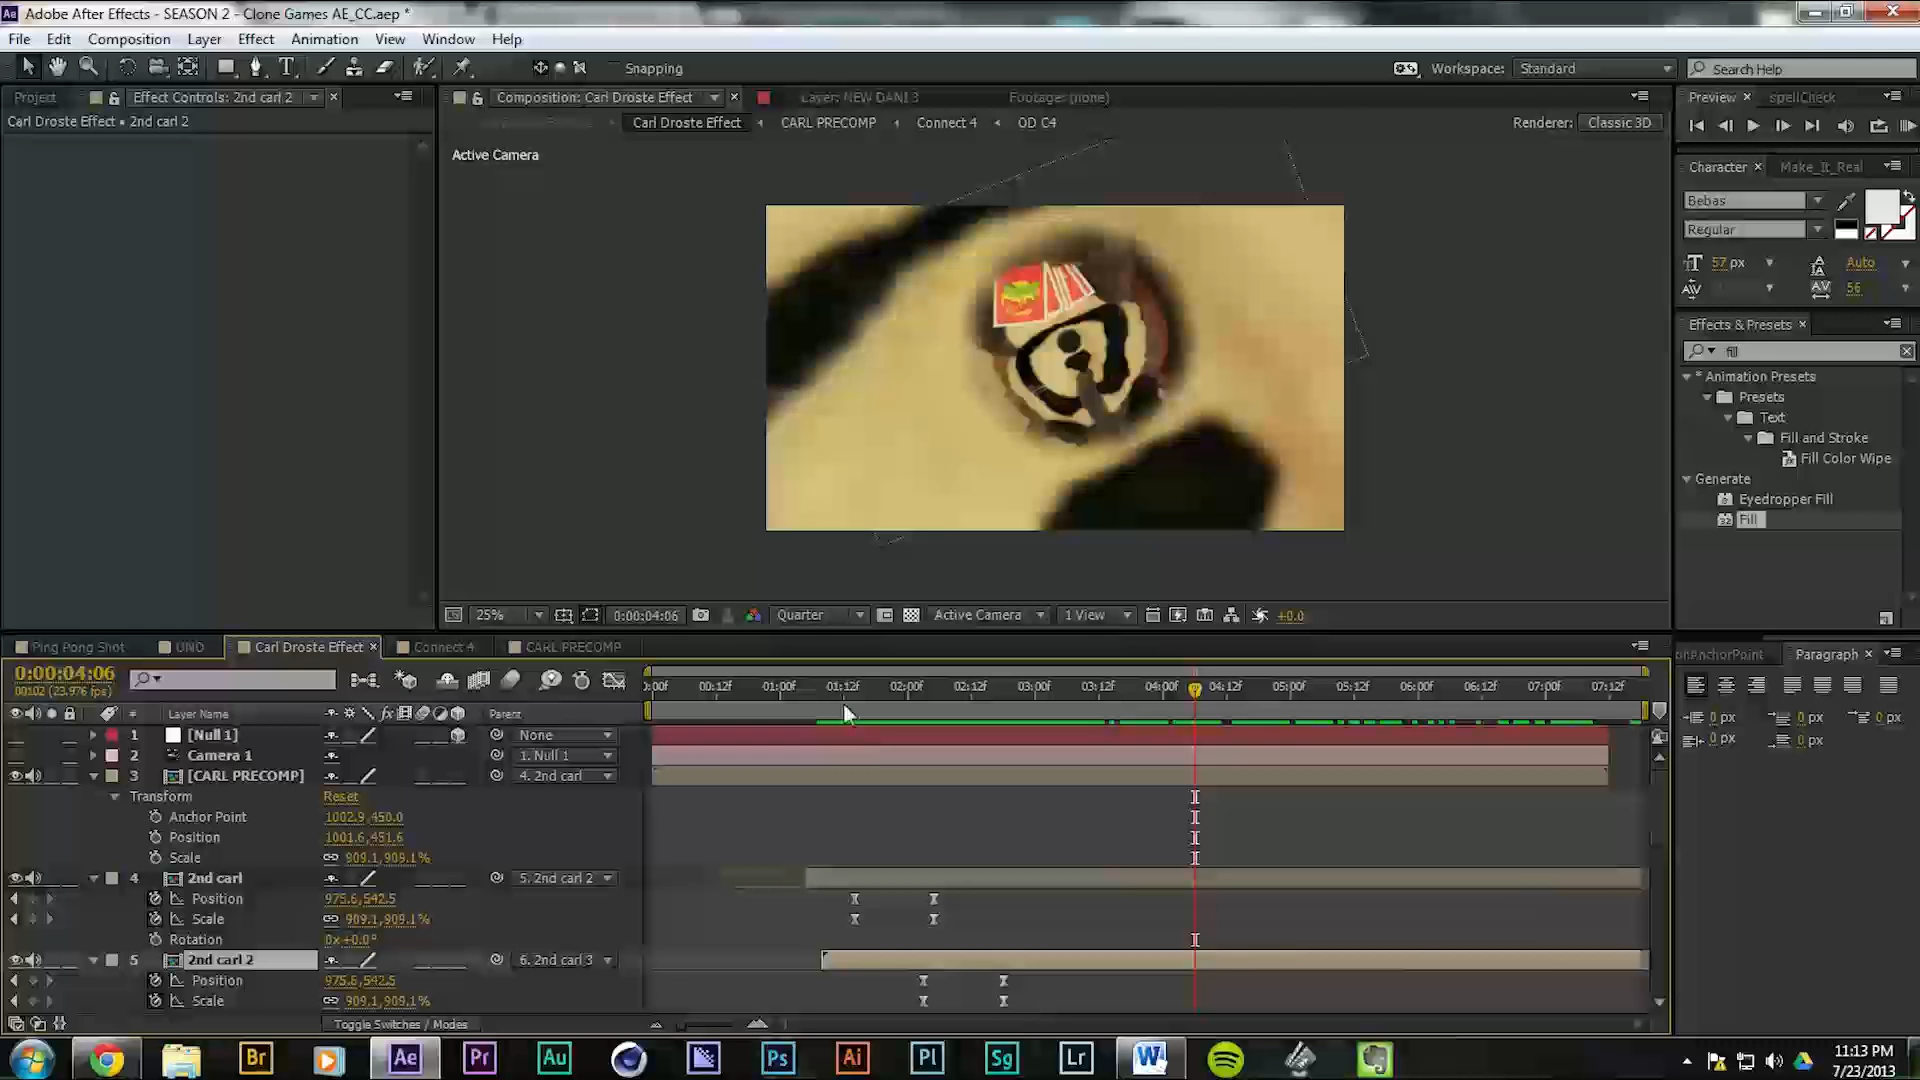 Adobe After Effects - SEASON 2 - Clone Games AE_CC.aep *
File Edit Composition Layer Effect Animation View Window Help
Snapping
Workspace: Standard
Search Help
Project Effect Controls: 2nd carl 2
Composition: Carl Droste Effect
Layer: NEW DANI 3
Footage: (none)
Preview spellCheck
Carl Droste Effect • 2nd carl 2
Carl Droste Effect CARL PRECOMP Connect 4 OD C4
Renderer: Classic 3D
Active Camera
Character Make_It_Real
Bebas
Regular
57 px Auto
56
Effects & Presets
fill
* Animation Presets
Presets
Text
Fill and Stroke
Fill Color Wipe
Generate
Eyedropper Fill
Fill
25% 0:00:04:06 Quarter Active Camera 1 View +0.0
Ping Pong Shot UNO Carl Droste Effect Connect 4 CARL PRECOMP
Paragraph
0:00:04:06
00102 (23.976 fps)
:00f 00:12f 01:00f 01:12f 02:00f 02:12f 03:00f 03:12f 04:00f 04:12f 05:00f 05:12f 06:00f 06:12f 07:00f 07:12f
# Layer Name Parent
1 [Null 1] None
2 Camera 1 1. Null 1
3 [CARL PRECOMP] 4. 2nd carl
Transform Reset
Anchor Point 1002.9,450.0
Position 1001.6,451.6
Scale 909.1,909.1%
4 2nd carl 5. 2nd carl 2
Position 975.6,542.5
Scale 909.1,909.1%
Rotation 0x+0.0°
5 2nd carl 2 6. 2nd carl 3
Position 975.6,542.5
Scale 909.1,909.1%
0 px 0 px 0 px
0 px 0 px
Toggle Switches / Modes
Br Ae Pr Au Ps Ai Pl Sg Lr W
11:13 PM
7/23/2013